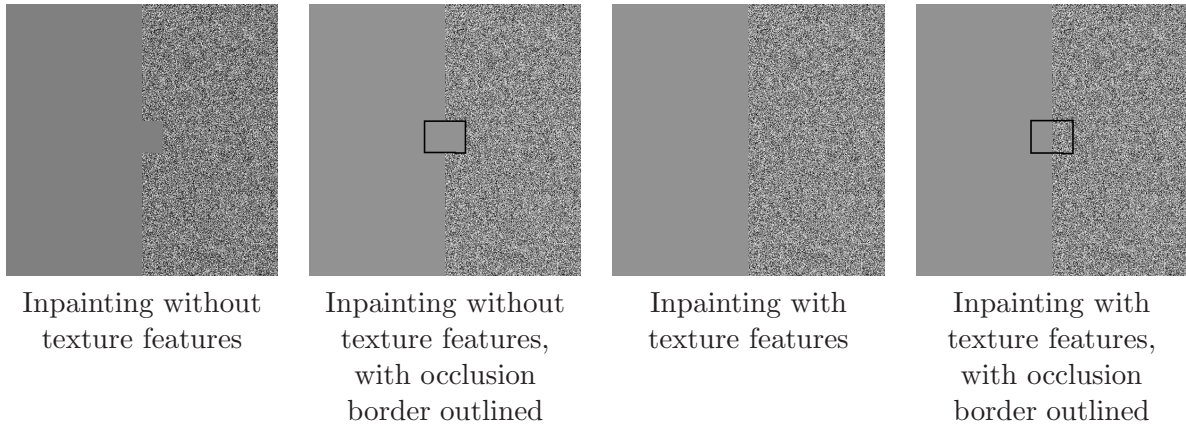 Inpainting without
texture features
Inpainting without
texture features,
with occlusion
border outlined
Inpainting with
texture features
Inpainting with
texture features,
with occlusion
border outlined